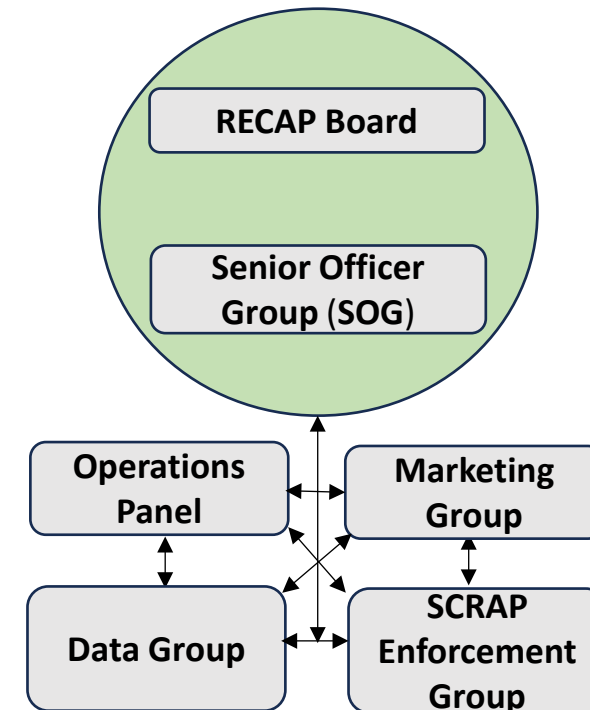 RECAP Board
Senior Officer
Group (SOG)
Operations
Panel
Marketing
Group
Data Group
SCRAP
Enforcement
Group